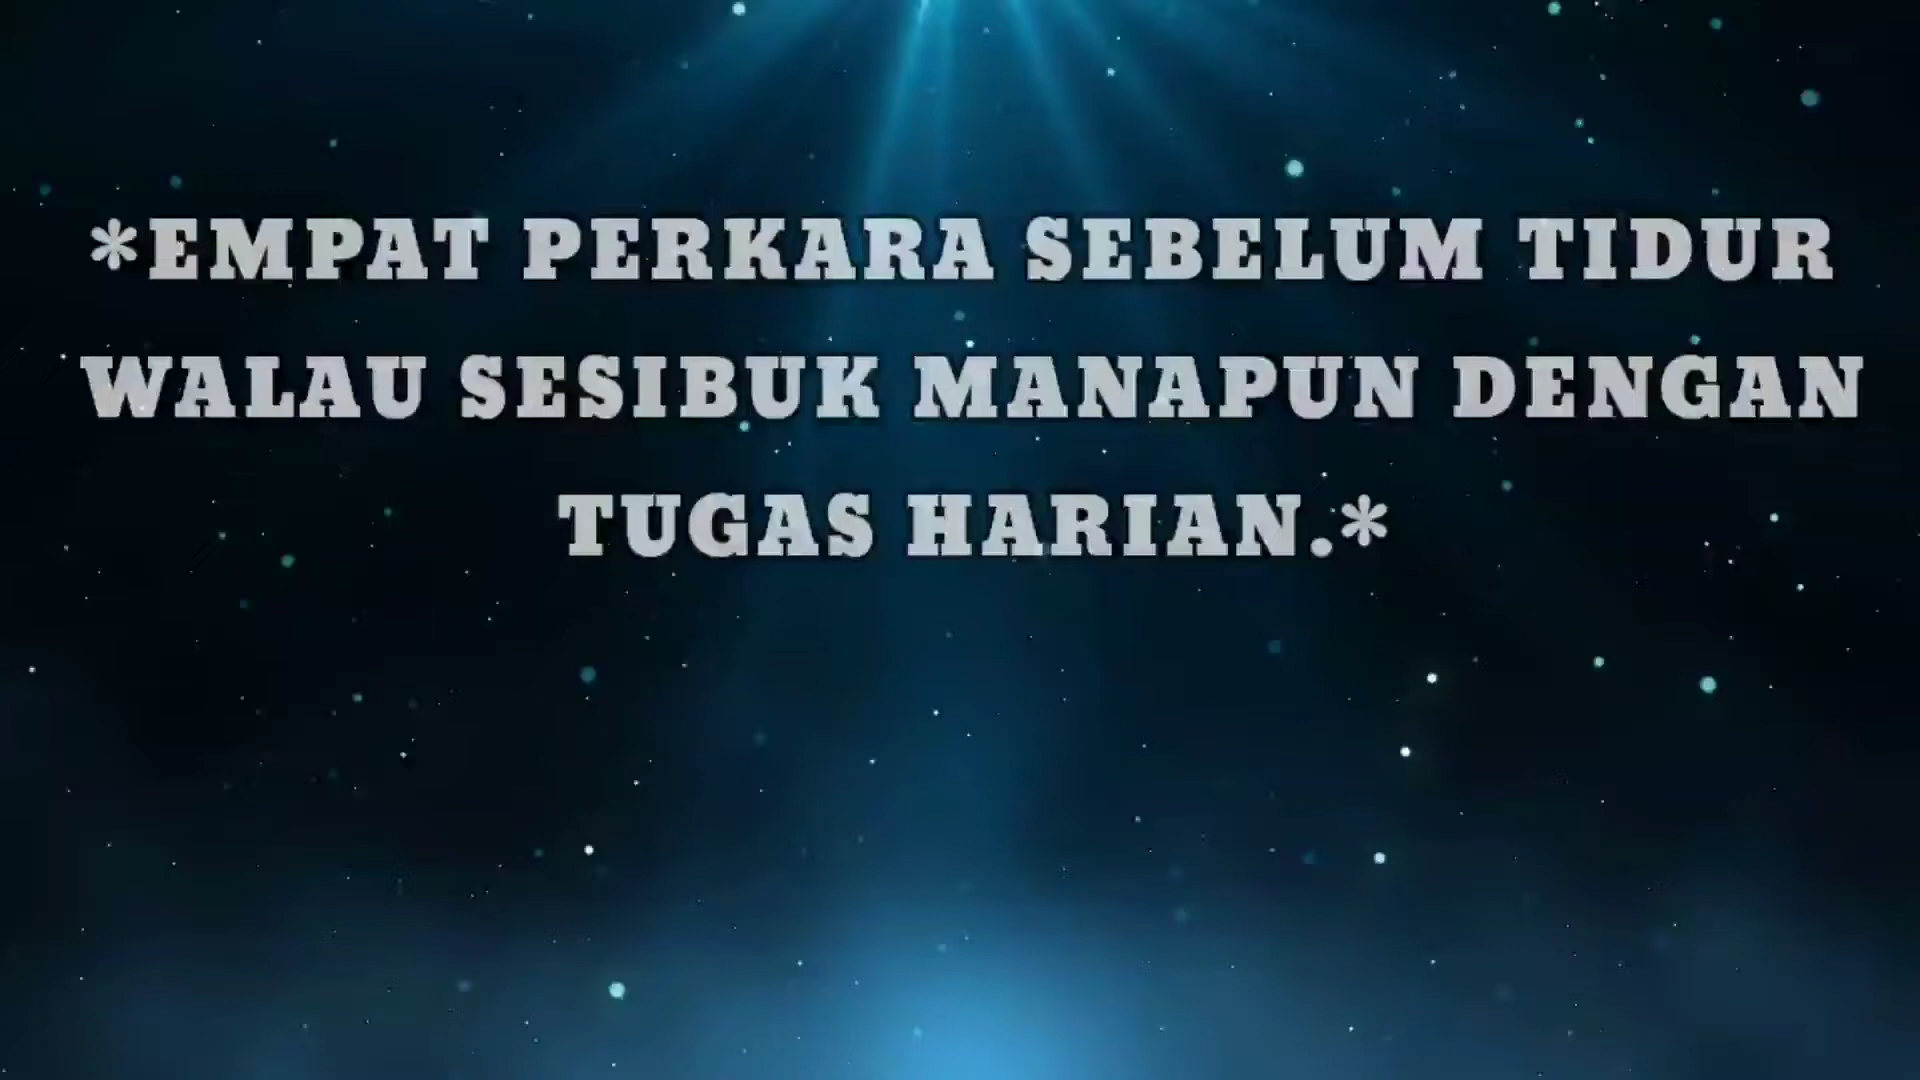 *EMPAT PERKARA SEBELUM TIDUR
WALAU SESIBUK MANAPUN DENGAN
TUGAS HARIAN.*